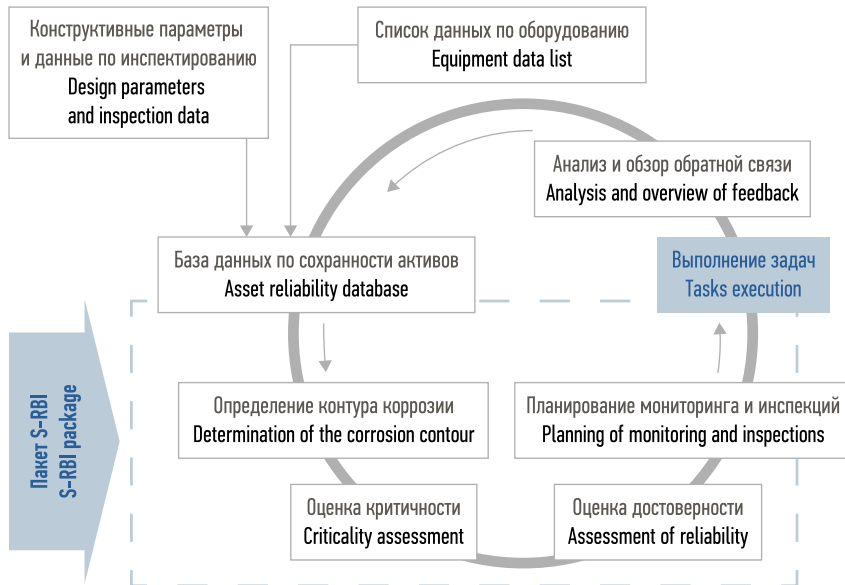 Конструктивные параметры
и данные по инспектированию
Design parameters
and inspection data
Список данных по оборудованию
Equipment data list
Анализ и обзор обратной связи
Analysis and overview of feedback
База данных по сохранности активов
Asset reliability database
Выполнение задач
Tasks execution
Пакет S-RBI
S-RBI package
Определение контура коррозии
Determination of the corrosion contour
Планирование мониторинга и инспекций
Planning of monitoring and inspections
Оценка критичности
Criticality assessment
Оценка достоверности
Assessment of reliability